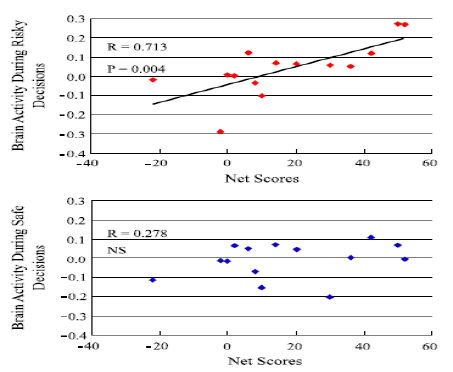 Brain Activity During Risky
Decisions
0.3
0.2
0.1
0.0
−0.1
−0.2
−0.3
−0.4
R = 0.713
P = 0.004
−40
−20
0
20
40
60
Net Scores
Brain Activity During Safe
Decisions
0.3
0.2
0.1
0.0
−0.1
−0.2
−0.3
−0.4
R = 0.278
NS
−40
−20
0
20
40
60
Net Scores